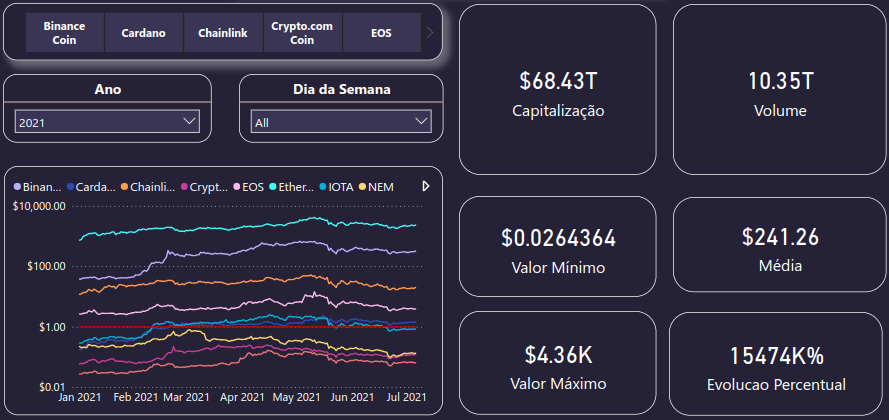 Binance
Coin
Cardano
Chainlink
Crypto.com
Coin
EOS
Ano
2021
Dia da Semana
All
Binan... Carda... Chainli... Crypt... EOS Ether... IOTA NEM
$10,000.00
$100.00
$1.00
$0.01
Jan 2021 Feb 2021 Mar 2021 Apr 2021 May 2021 Jun 2021 Jul 2021
$68.43T
Capitalização
10.35T
Volume
$0.0264364
Valor Mínimo
$241.26
Média
$4.36K
Valor Máximo
15474K%
Evolucao Percentual